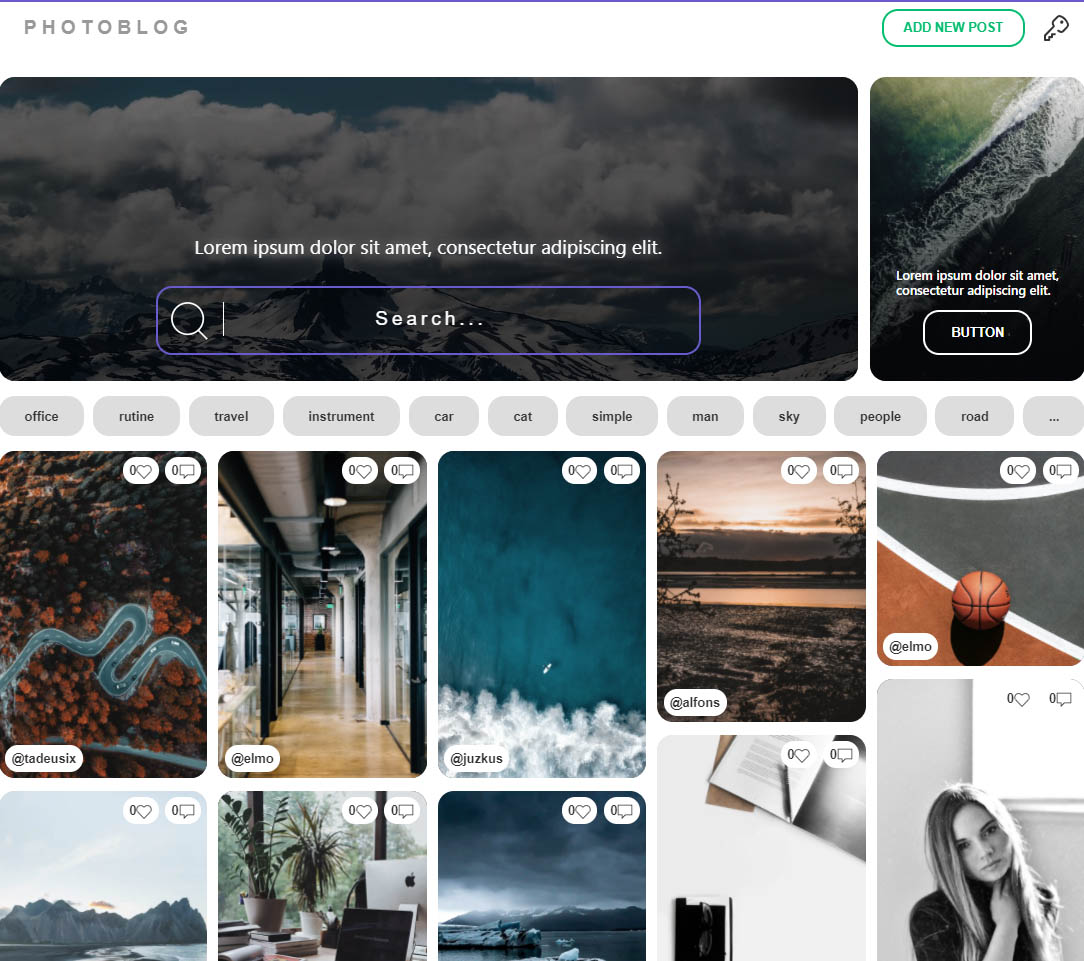 PHOTOBLOG
ADD NEW POST
Lorem ipsum dolor sit amet, consectetur adipiscing elit.
Search...
Lorem ipsum dolor sit amet,
consectetur adipiscing elit.
BUTTON
office rutine travel instrument car cat simple man sky people road ...
0 0 0 0 0 0 0 0 0 0
@elmo
@alfons
0 0
@tadeusix @elmo @juzkus
0 0
0 0 0 0 0 0